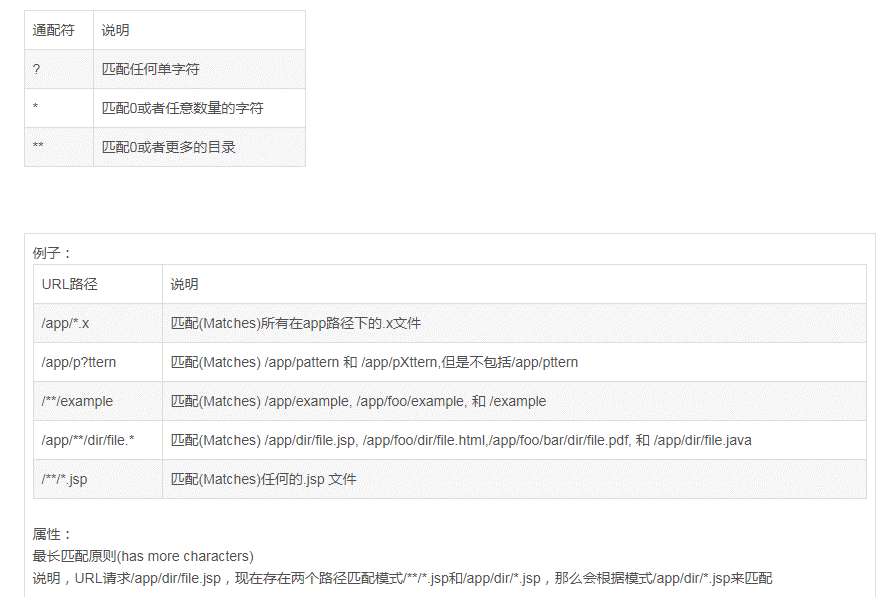 通配符 说明
? 匹配任何单字符
* 匹配0或者任意数量的字符
** 匹配0或者更多的目录
例子：
URL路径 说明
/app/*.x 匹配(Matches)所有在app路径下的.x文件
/app/p?ttern 匹配(Matches) /app/pattern 和 /app/pXttern,但是不包括/app/pttern
/**/example 匹配(Matches) /app/example, /app/foo/example, 和 /example
/app/**/dir/file.* 匹配(Matches) /app/dir/file.jsp, /app/foo/dir/file.html,/app/foo/bar/dir/file.pdf, 和 /app/dir/file.java
/**/*.jsp 匹配(Matches)任何的.jsp 文件
属性：
最长匹配原则(has more characters)
说明，URL请求/app/dir/file.jsp，现在存在两个路径匹配模式/**/*.jsp和/app/dir/*.jsp，那么会根据模式/app/dir/*.jsp来匹配